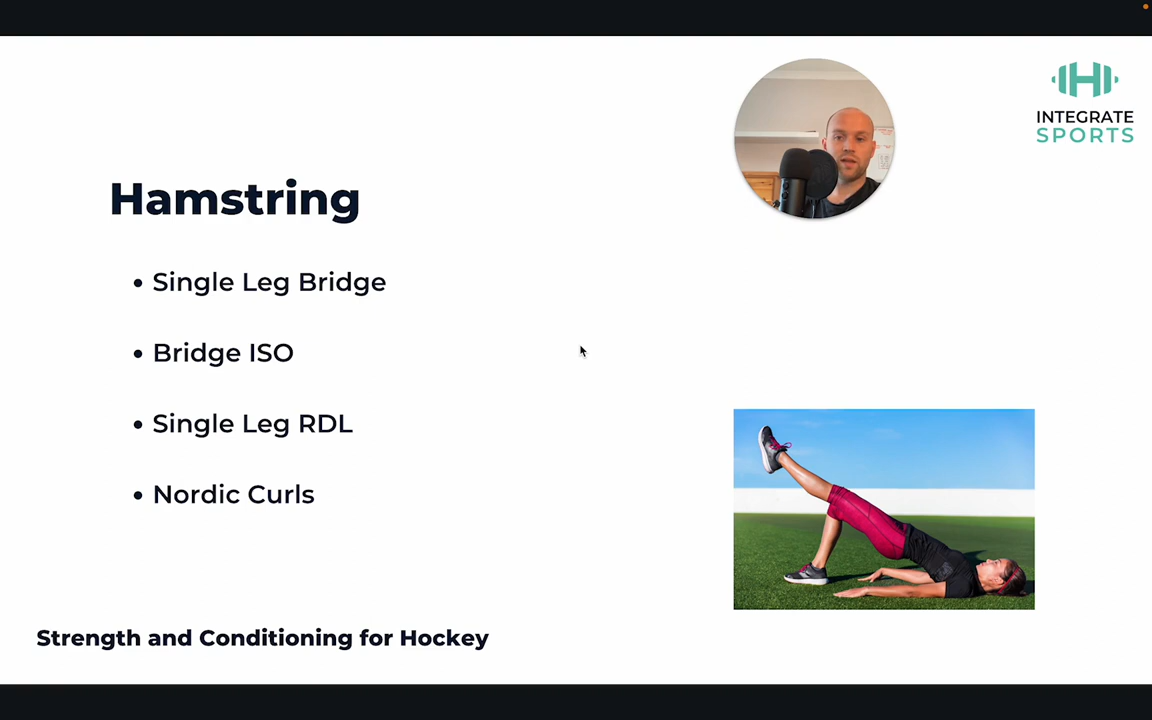 INTEGRATE
SPORTS
Hamstring
• Single Leg Bridge
• Bridge ISO
• Single Leg RDL
• Nordic Curls
Strength and Conditioning for Hockey